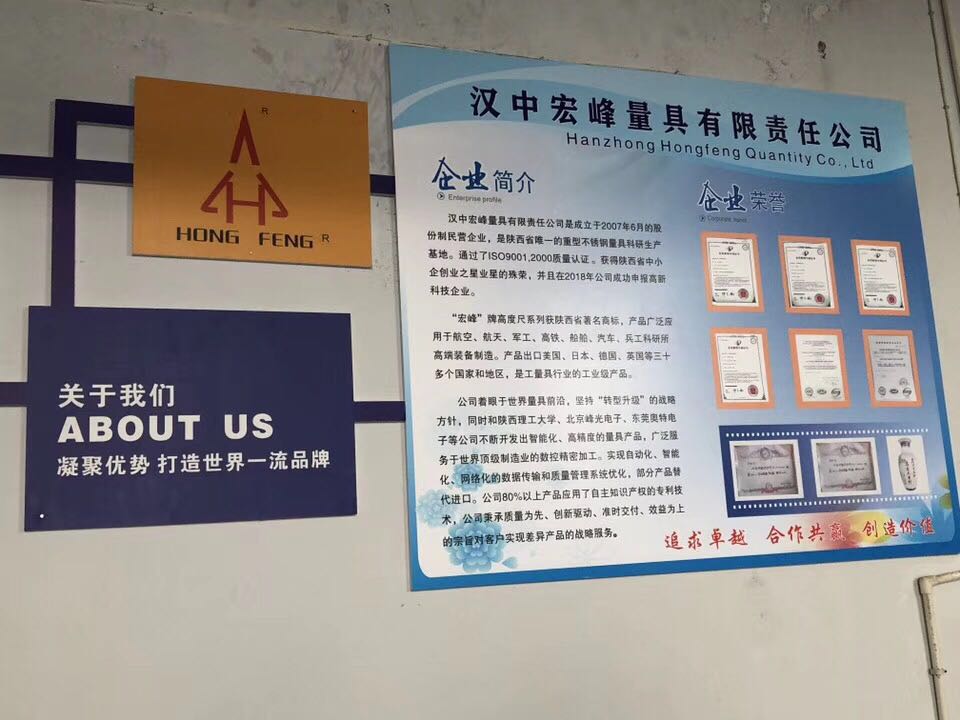 R
HONG FENG R
关于我们
ABOUT US
凝聚优势 打造世界一流品牌
汉中宏峰量具有限责任公司
Hanzhong Hongfeng Quantity Co., Ltd
企业简介
Enterprise profile
汉中宏峰量具有限责任公司是成立于2007年6月的股
份制民营企业，是陕西省唯一的重型不锈钢量具科研生产
基地。通过了ISO9001,2000质量认证。获得陕西省中小
企创业之星业星的殊荣，并且在2018年公司成功申报高新
科技企业。
“宏峰”牌高度尺系列获陕西省著名商标，产品广泛应
用于航空、航天、军工、高铁、船舶、汽车、兵工科研所
高端装备制造。产品出口美国、日本、德国、英国等三十
多个国家和地区，是工量具行业的工业级产品。
公司着眼于世界量具前沿，坚持“转型升级”的战略
方针，同时和陕西理工大学、北京峰光电子、东莞奥特电
子等公司不断开发出智能化、高精度的量具产品，广泛服
务于世界顶级制造业的数控精密加工。实现自动化、智能
化、网络化的数据传输和质量管理系统优化，部分产品替
代进口。公司80%以上产品应用了自主知识产权的专利技
术，公司秉承质量为先、创新驱动、准时交付、效益为上
的宗旨对客户实现差异产品的战略服务。
企业荣誉
追求卓越 合作共赢 创造价值